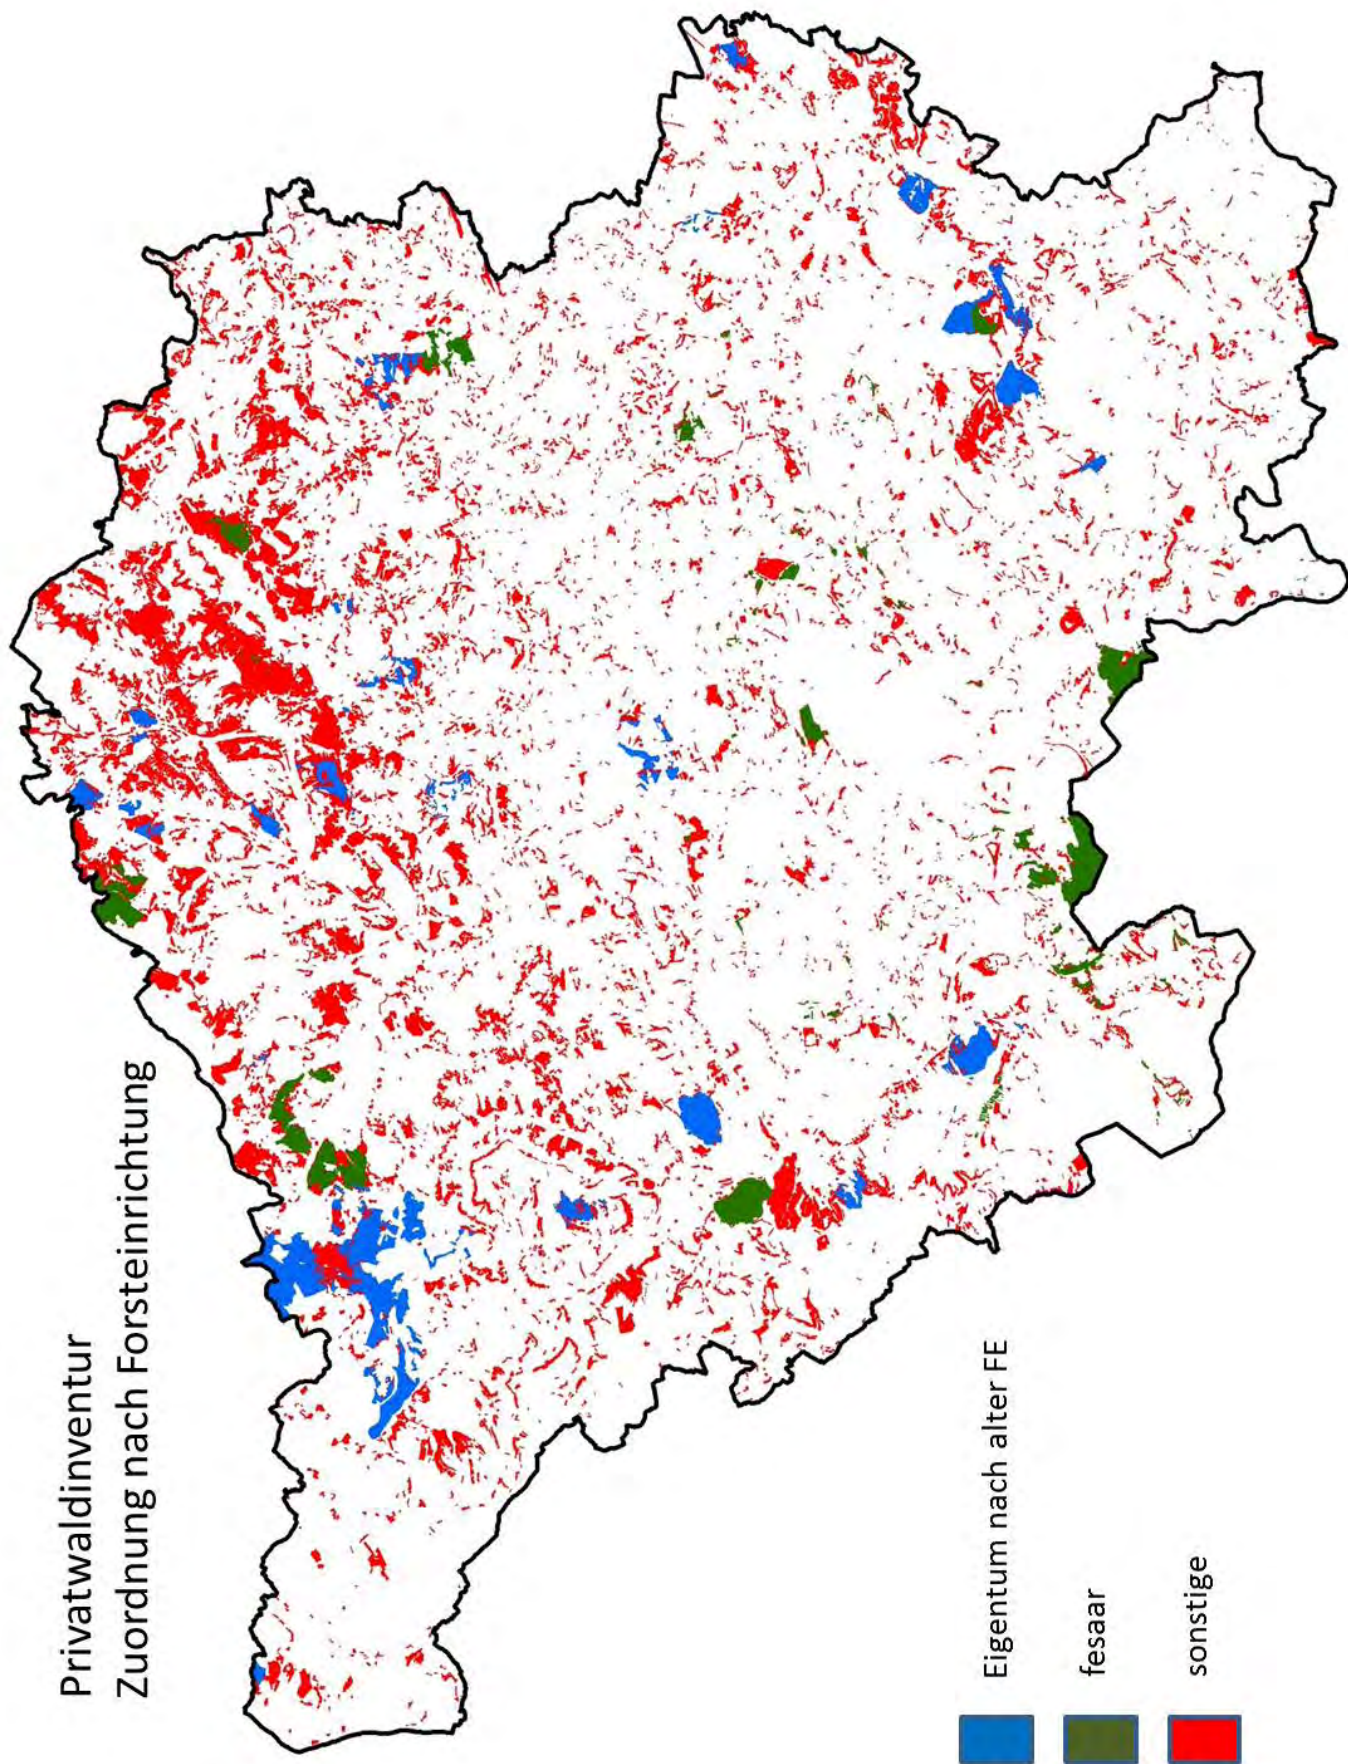 Privatwaldinventur
Zuordnung nach Forsteinrichtung
Eigentum nach alter FE
fesaar
sonstige